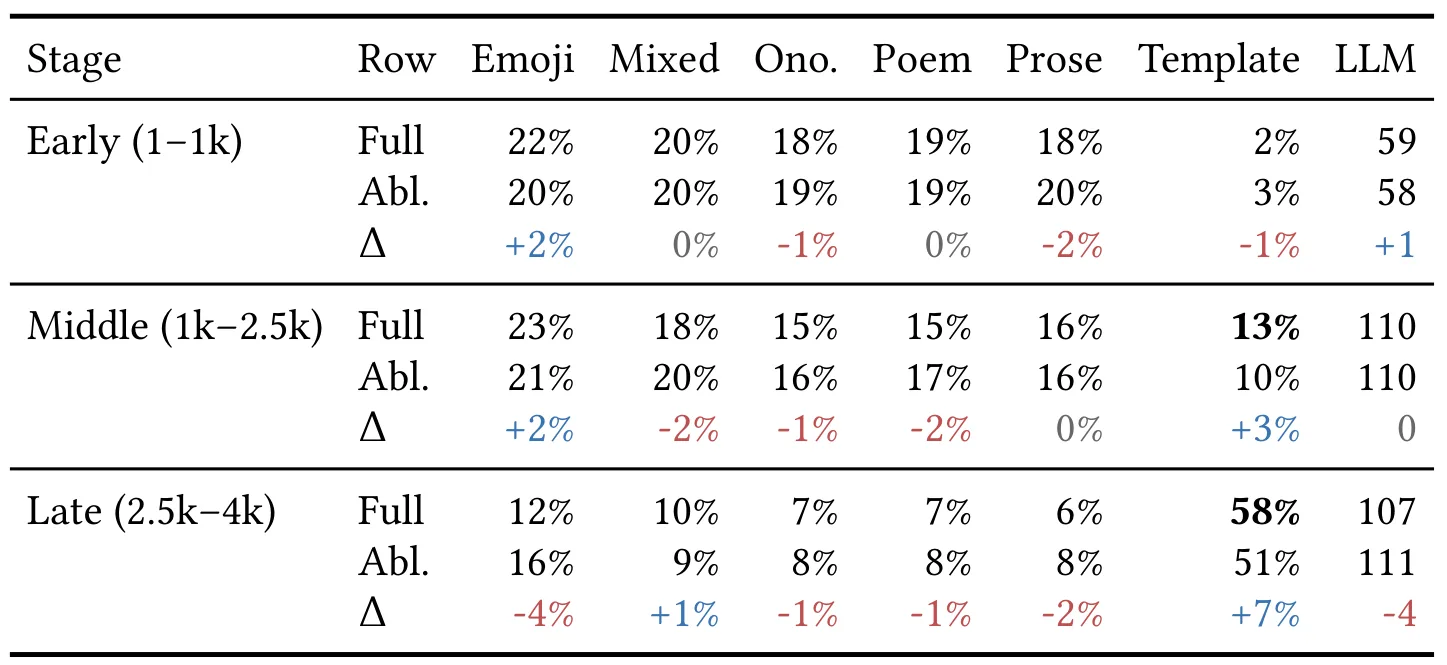 Stage Row Emoji Mixed Ono. Poem Prose Template LLM
Early (1–1k) Full 22% 20% 18% 19% 18% 2% 59
Abl. 20% 20% 19% 19% 20% 3% 58
Δ +2% 0% -1% 0% -2% -1% +1
Middle (1k–2.5k) Full 23% 18% 15% 15% 16% 13% 110
Abl. 21% 20% 16% 17% 16% 10% 110
Δ +2% -2% -1% -2% 0% +3% 0
Late (2.5k–4k) Full 12% 10% 7% 7% 6% 58% 107
Abl. 16% 9% 8% 8% 8% 51% 111
Δ -4% +1% -1% -1% -2% +7% -4